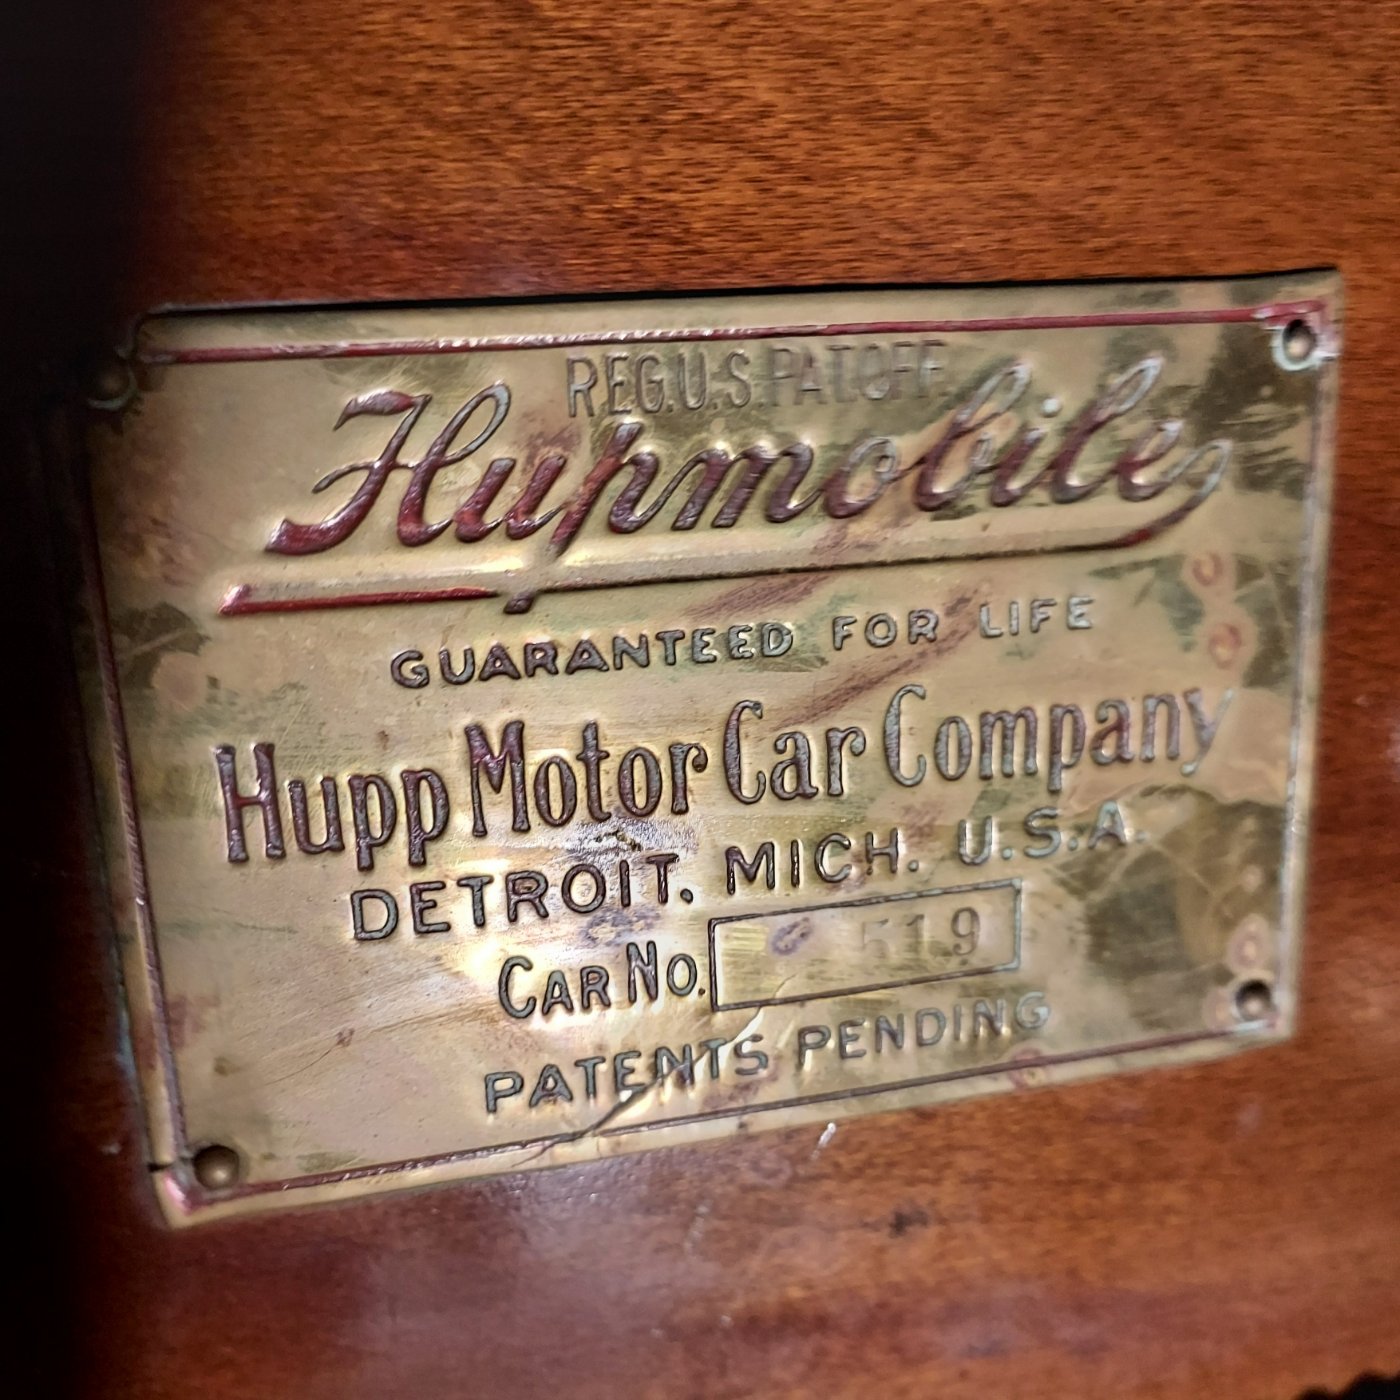 REG.U.S.PAT.OFF.
Hupmobile
GUARANTEED FOR LIFE
Hupp Motor Car Company
DETROIT. MICH. U.S.A.
CAR NO. 519
PATENTS PENDING